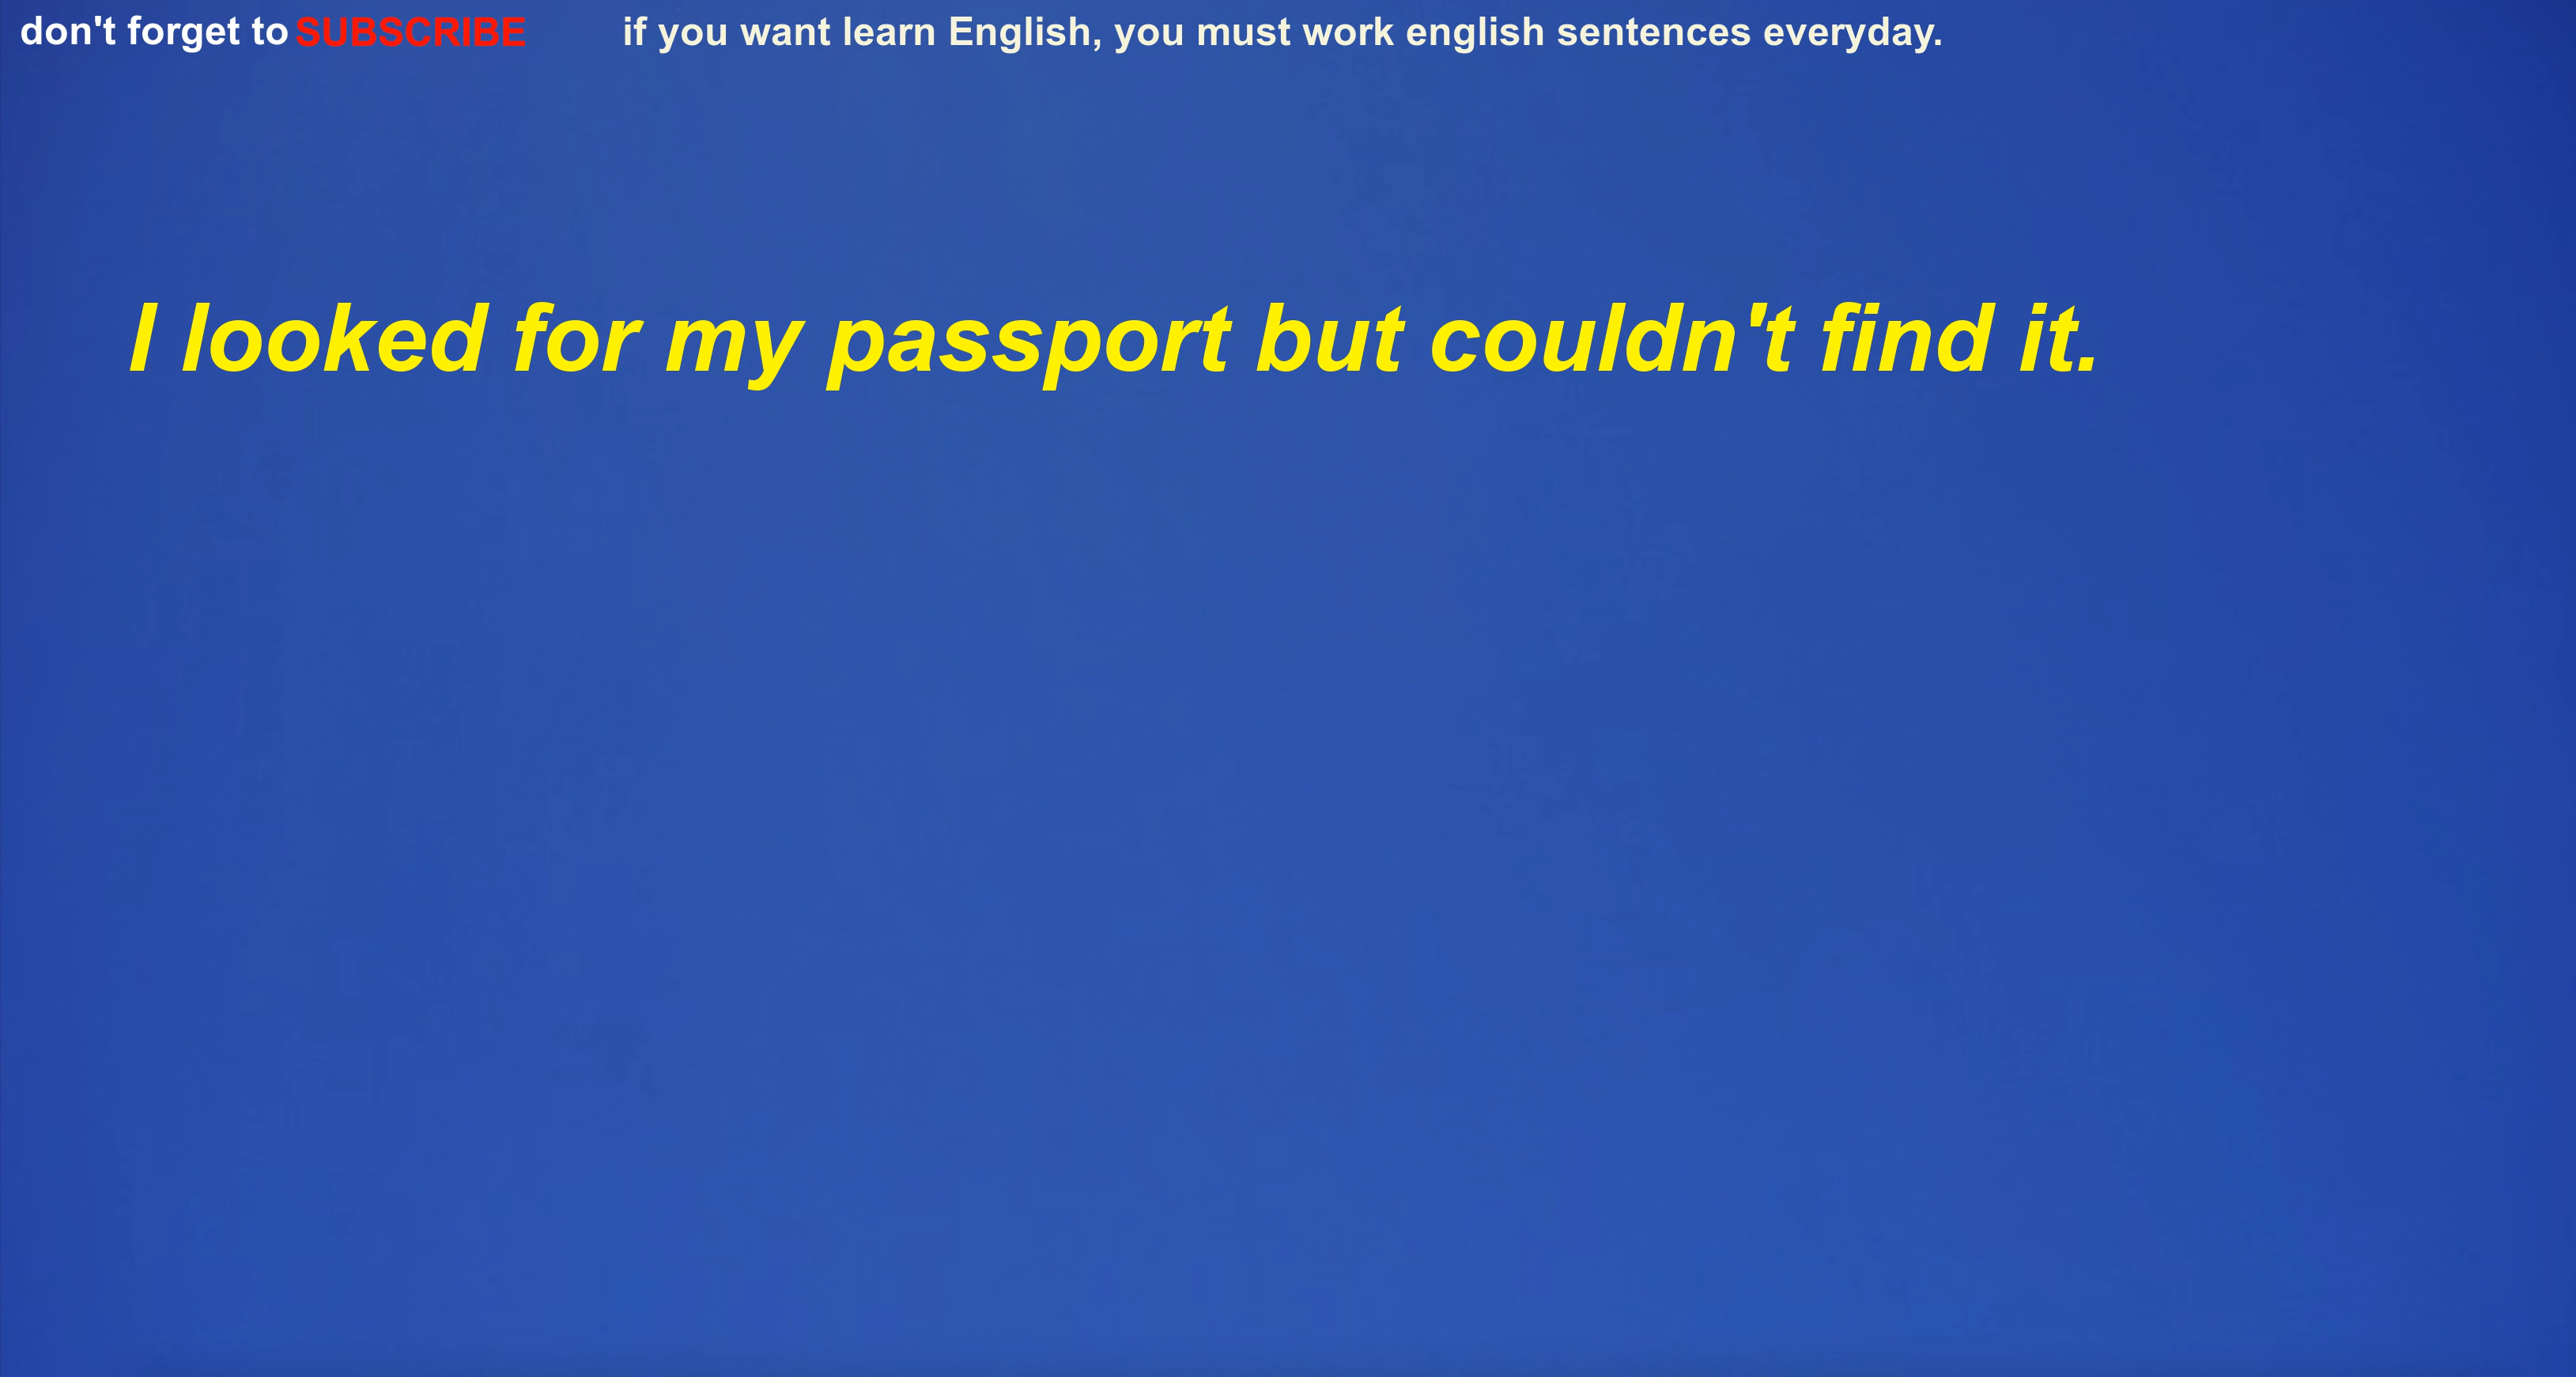 don't forget to SUBSCRIBE if you want learn English, you must work english sentences everyday.
I looked for my passport but couldn't find it.